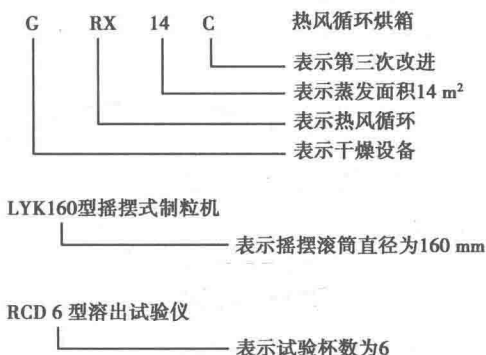 G RX 14 C 热风循环烘箱
表示第三次改进
表示蒸发面积14 m²
表示热风循环
表示干燥设备
LYK160型摇摆式制粒机
表示摇摆滚筒直径为160 mm
RCD 6 型溶出试验仪
表示试验杯数为6